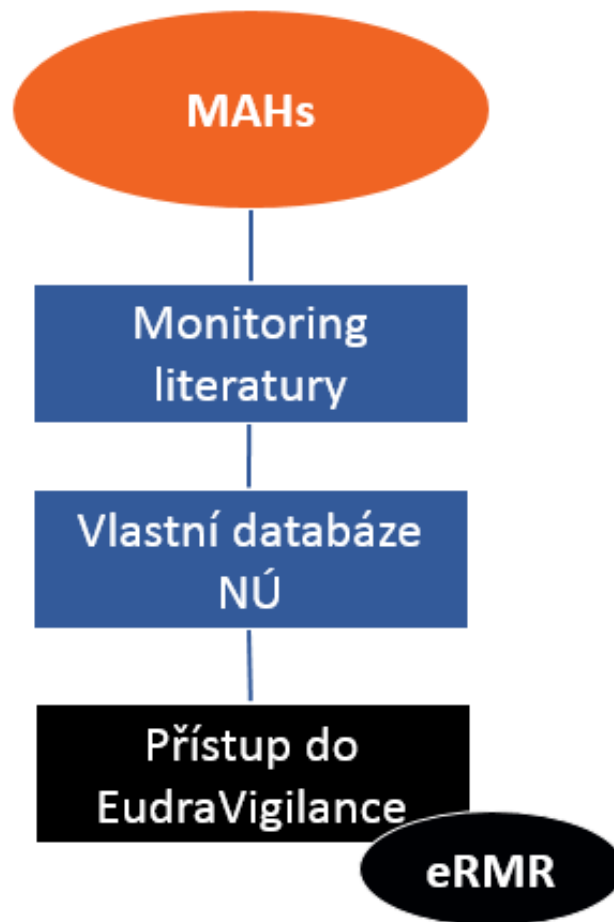 MAHs
Monitoring
literatury
Vlastní databáze
NÚ
Přístup do
EudraVigilance
eRMR